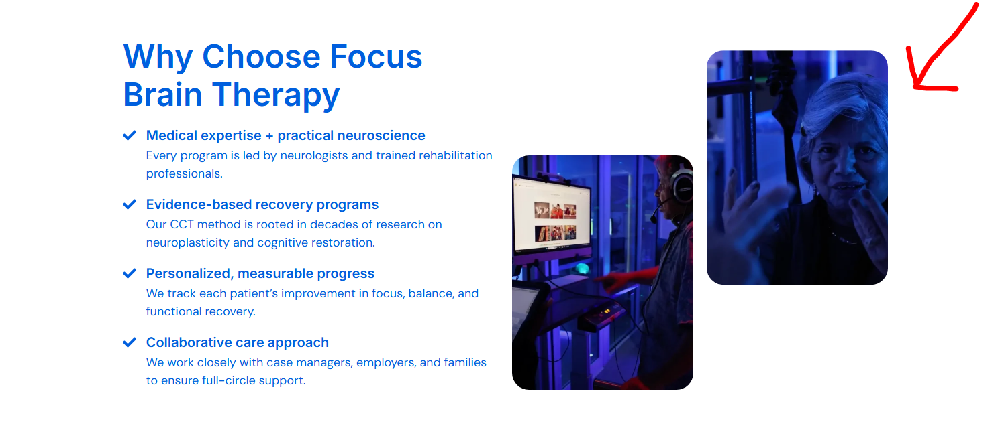 Why Choose Focus
Brain Therapy
Medical expertise + practical neuroscience
Every program is led by neurologists and trained rehabilitation
professionals.
Evidence-based recovery programs
Our CCT method is rooted in decades of research on
neuroplasticity and cognitive restoration.
Personalized, measurable progress
We track each patient’s improvement in focus, balance, and
functional recovery.
Collaborative care approach
We work closely with case managers, employers, and families
to ensure full-circle support.